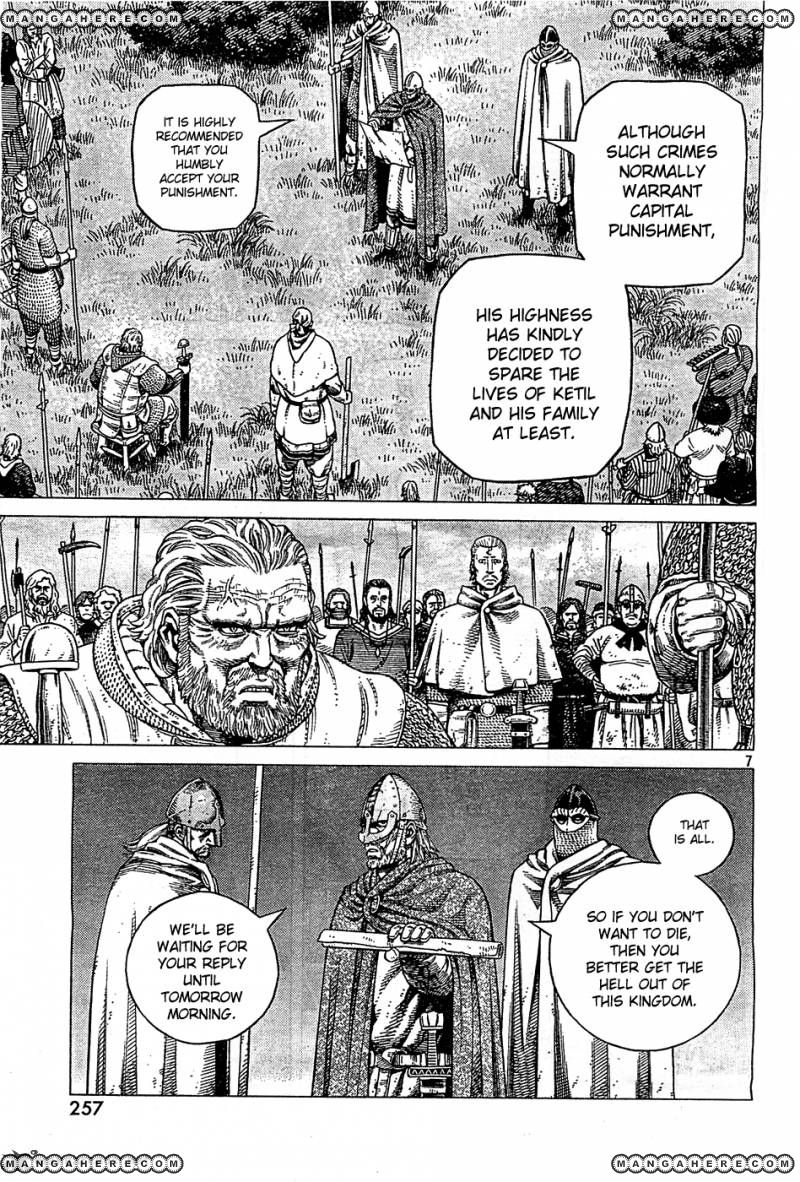 MANGAHERE.COM
MANGAHERE.COM
ALTHOUGH
SUCH CRIMES
NORMALLY
WARRANT
CAPITAL
PUNISHMENT,
HIS HIGHNESS
HAS KINDLY
DECIDED TO
SPARE THE
LIVES OF KETIL
AND HIS FAMILY
AT LEAST.
IT IS HIGHLY
RECOMMENDED
THAT YOU
HUMBLY
ACCEPT YOUR
PUNISHMENT.
7
THAT
IS ALL.
SO IF YOU DON'T
WANT TO DIE,
THEN YOU
BETTER GET THE
HELL OUT OF
THIS KINGDOM.
WE'LL BE
WAITING FOR
YOUR REPLY
UNTIL
TOMORROW
MORNING.
257
MANGAHERE.COM
MANGAHERE.COM